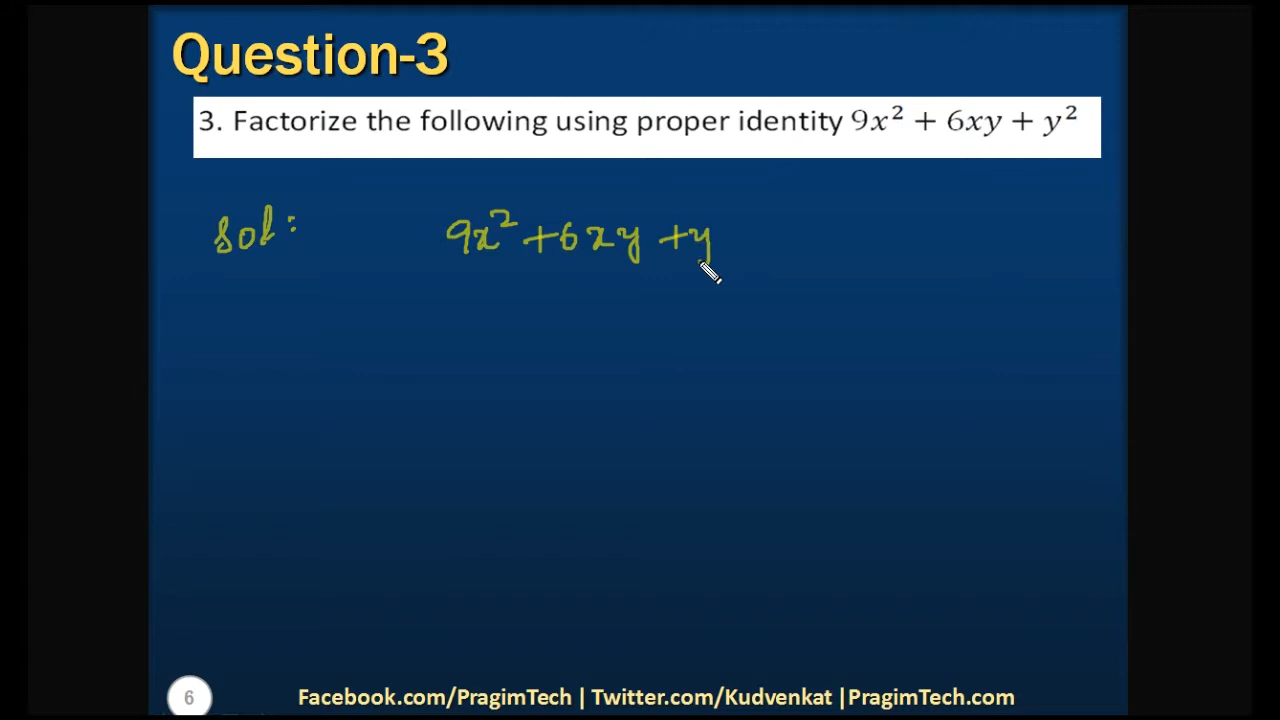 Question-3
3. Factorize the following using proper identity 9x² + 6xy + y²
Sol: 9x² +6xy +y
6 Facebook.com/PragimTech | Twitter.com/Kudvenkat |PragimTech.com